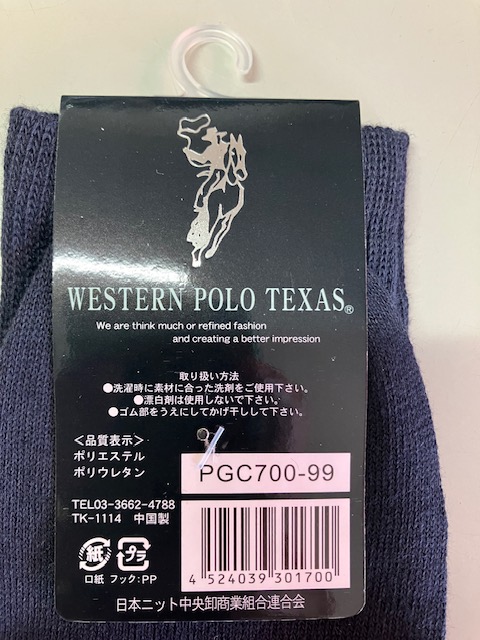 WESTERN POLO TEXAS®
We are think much or refined fashion
and creating a better impression
取り扱い方法
●洗濯時に素材に合った洗剤をご使用下さい。
●漂白剤は使用しないで下さい。
●ゴム部をうえにしてかげ干しして下さい。
＜品質表示＞
ポリエステル
ポリウレタン
PGC700-99
TEL03-3662-4788
TK-1114 中国製
紙 プラ
口紙 フック:PP
4 524039 301700
日本ニット中央卸商業組合連合会